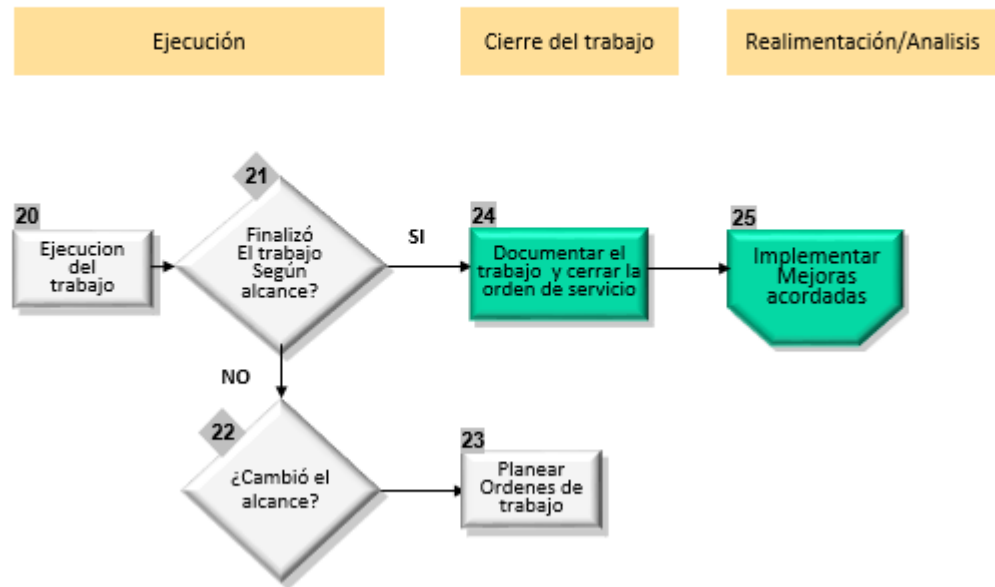 Ejecución
Cierre del trabajo
Realimentación/Analisis
20
Ejecucion
del
trabajo
21
Finalizó
El trabajo
Según
alcance?
SI
24
Documentar el
trabajo y cerrar la
orden de servicio
25
Implementar
Mejoras
acordadas
NO
22
¿Cambió el
alcance?
23
Planear
Ordenes de
trabajo